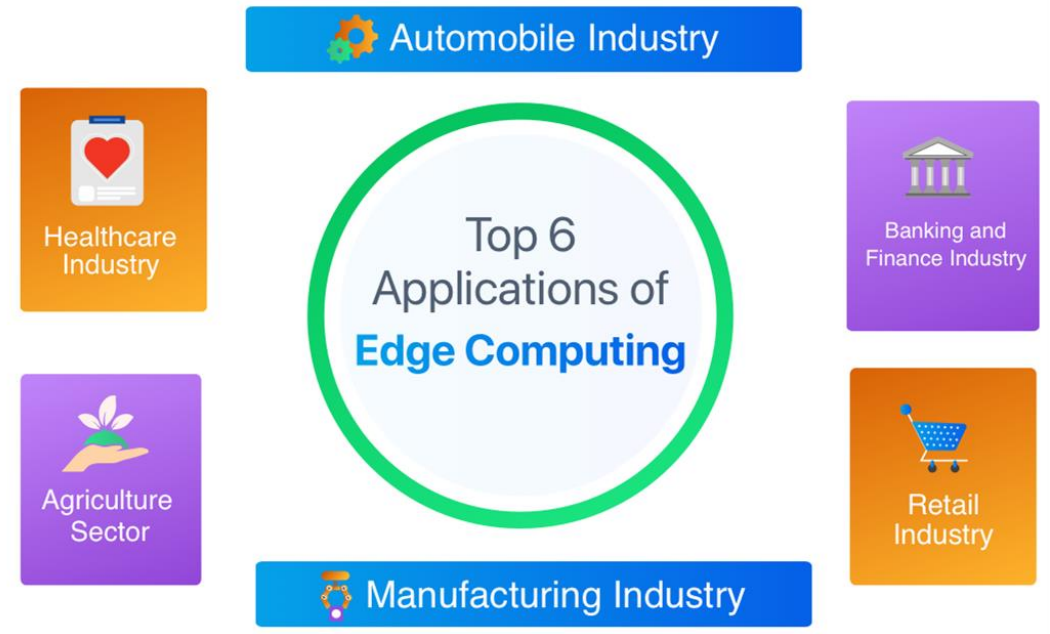 Automobile Industry
Healthcare
Industry
Banking and
Finance Industry
Top 6
Applications of
Edge Computing
Agriculture
Sector
Retail
Industry
Manufacturing Industry